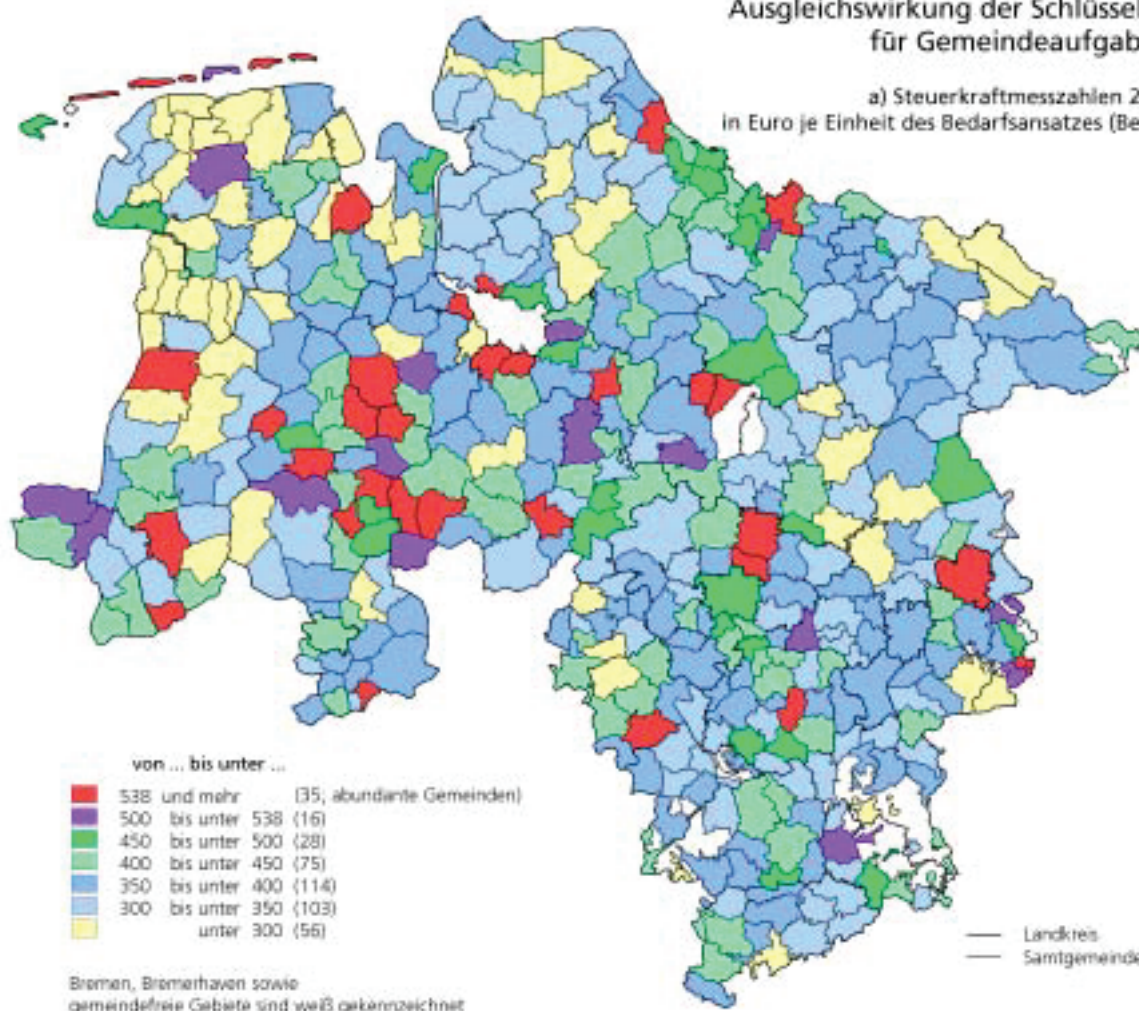 Ausgleichswirkung der Schlüssel
für Gemeindeaufgab
a) Steuerkraftmesszahlen 2
in Euro je Einheit des Bedarfsansatzes (Be
von ... bis unter ...
538 und mehr (35; abundante Gemeinden)
500 bis unter 538 (16)
450 bis unter 500 (28)
400 bis unter 450 (75)
350 bis unter 400 (114)
300 bis unter 350 (103)
unter 300 (56)
Landkreis
Samtgemeinde
Bremen, Bremerhaven sowie
gemeindefreie Gebiete sind weiß gekennzeichnet